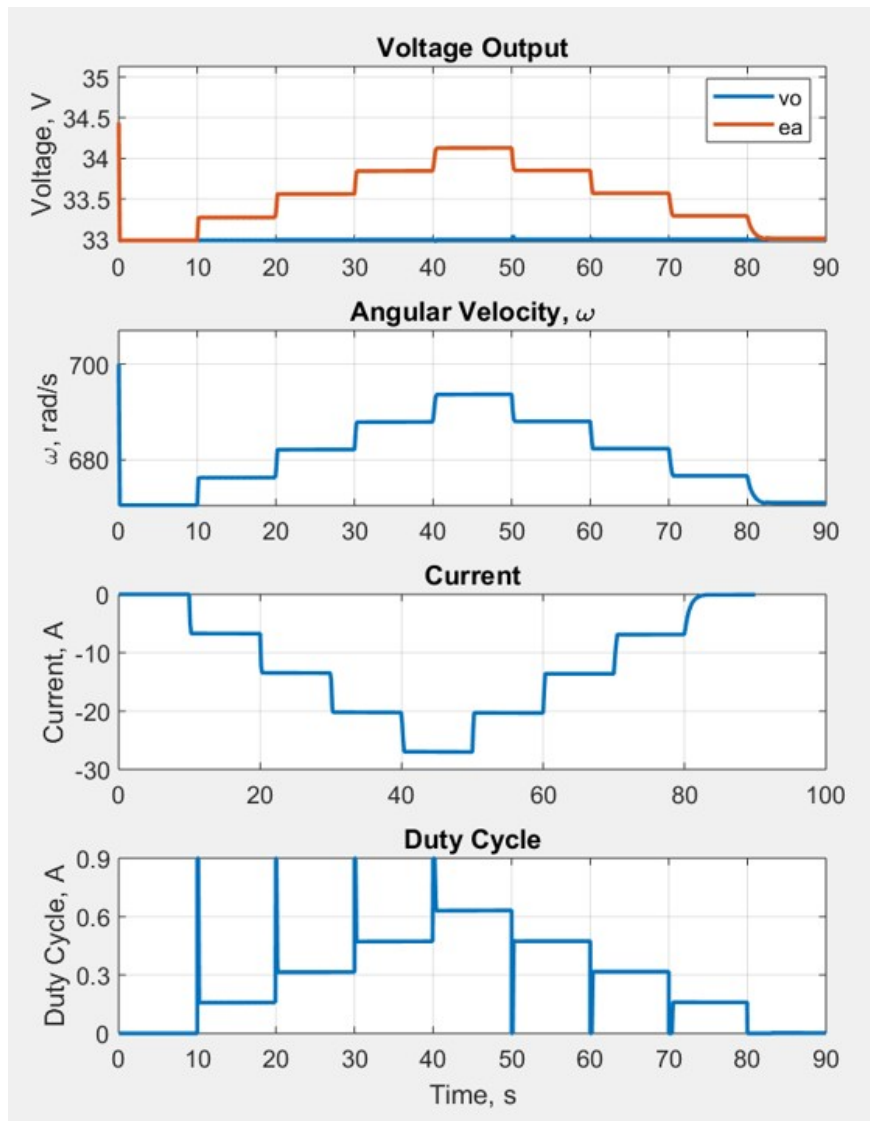 Voltage Output
Voltage, V
35
34.5
34
33.5
33
vo
ea
0 10 20 30 40 50 60 70 80 90
Angular Velocity, ω
ω, rad/s
700
680
0 10 20 30 40 50 60 70 80 90
Current
Current, A
0
-10
-20
-30
0 20 40 60 80 100
Duty Cycle
Duty Cycle, A
0.9
0.6
0.3
0
0 10 20 30 40 50 60 70 80 90
Time, s